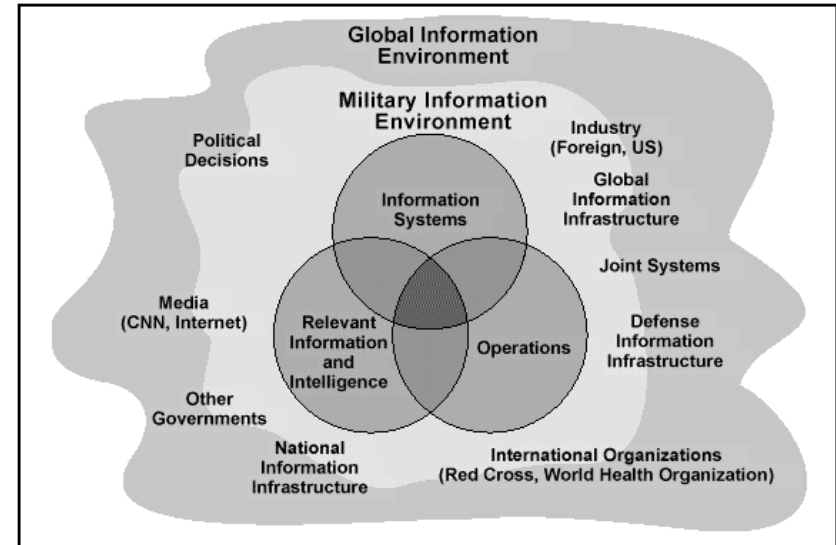 Global Information
Environment
Military Information
Environment
Political
Decisions
Industry
(Foreign, US)
Information
Systems
Global
Information
Infrastructure
Joint Systems
Media
(CNN, Internet)
Relevant
Information
and
Intelligence
Operations
Defense
Information
Infrastructure
Other
Governments
National
Information
Infrastructure
International Organizations
(Red Cross, World Health Organization)